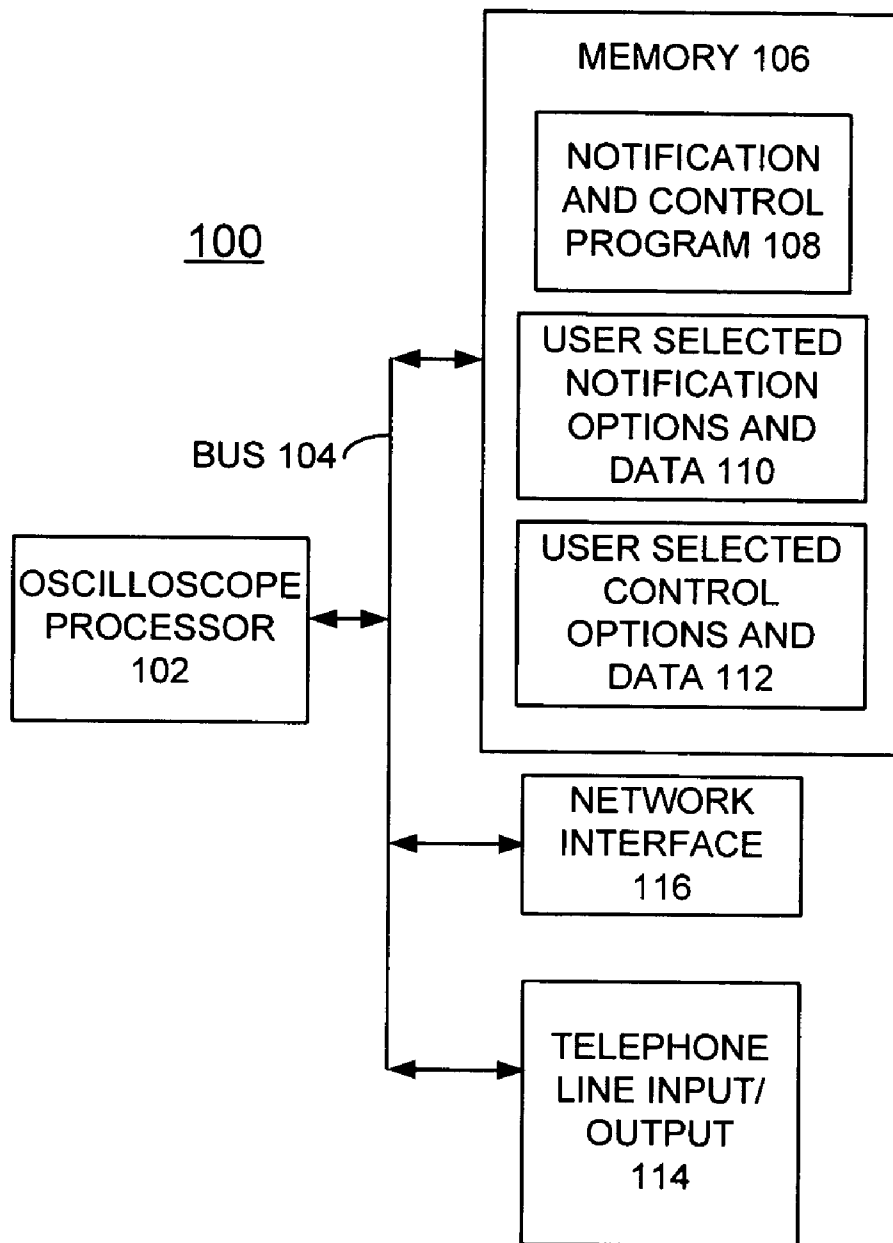 MEMORY 106
NOTIFICATION
AND CONTROL
PROGRAM 108
100
USER SELECTED
NOTIFICATION
OPTIONS AND
DATA 110
BUS 104
USER SELECTED
CONTROL
OPTIONS AND
DATA 112
OSCILLOSCOPE
PROCESSOR
102
NETWORK
INTERFACE
116
TELEPHONE
LINE INPUT/
OUTPUT
114